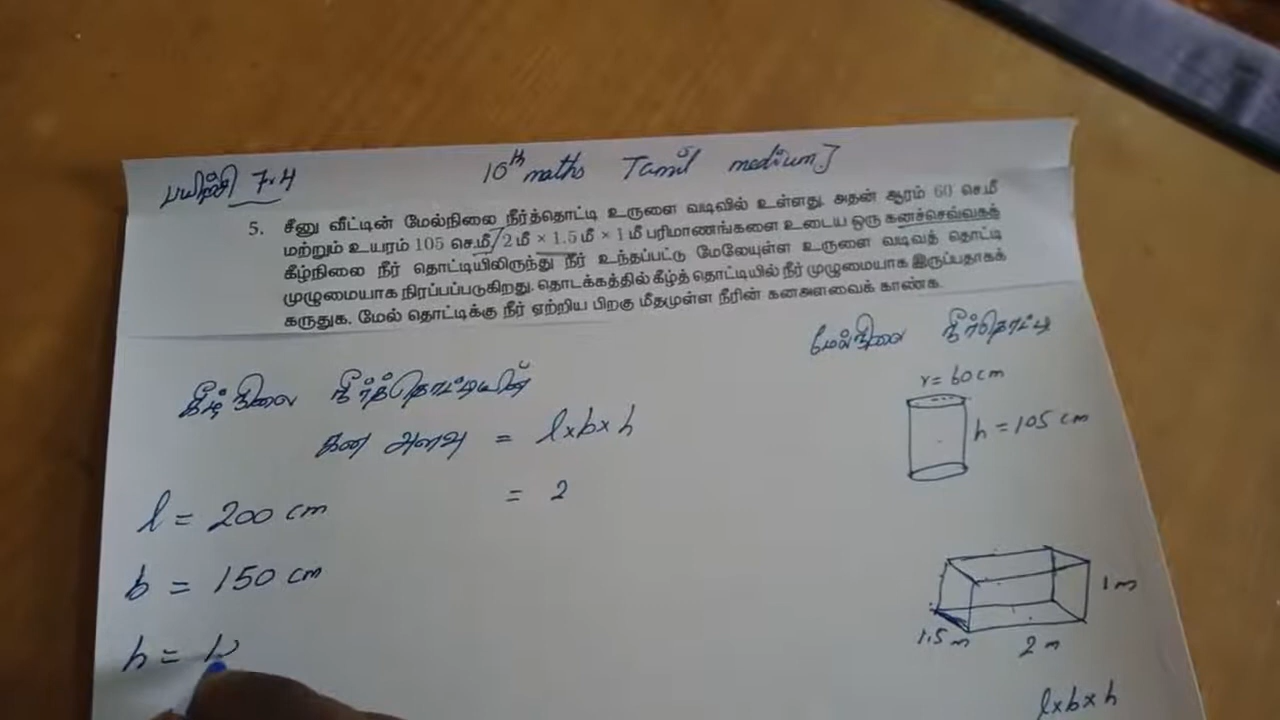 பயிற்சி 7.4
10th maths Tamil medium]
5. சீனு வீட்டின் மேல்நிலை நீர்த்தொட்டி உருளை வடிவில் உள்ளது. அதன் ஆரம் 60 செ.மீ
மற்றும் உயரம் 105 செ.மீ. 2 மீ × 1.5 மீ × 1 மீ பரிமாணங்களை உடைய ஒரு கனச்செவ்வகத்
கீழ்நிலை நீர் தொட்டியிலிருந்து நீர் உந்தப்பட்டு மேலேயுள்ள உருளை வடிவத் தொட்டி
முழுமையாக நிரப்பப்படுகிறது. தொடக்கத்தில் கீழ்த் தொட்டியில் நீர் முழுமையாக இருப்பதாகக்
கருதுக. மேல் தொட்டிக்கு நீர் ஏற்றிய பிறகு மீதமுள்ள நீரின் கனஅளவைக் காண்க.
மேல்நிலை நீர்தொட்டி
r = 60 cm
h = 105 cm
கீழ்நிலை நீர்த்தொட்டியின்
கன அளவு = l×b×h
= 2
l = 200 cm
b = 150 cm
h = 10
1 m
1.5 m
2 m
l×b×h